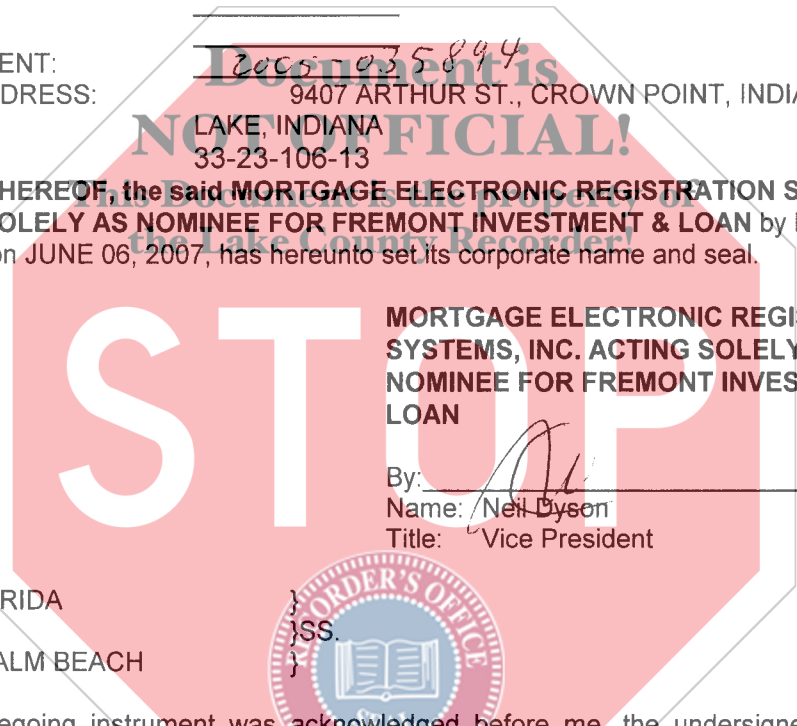 ENT: 2005-035894
DRESS: 9407 ARTHUR ST., CROWN POINT, INDIA
LAKE, INDIANA
33-23-106-13
HEREOF, the said MORTGAGE ELECTRONIC REGISTRATION S
OLELY AS NOMINEE FOR FREMONT INVESTMENT & LOAN by
on JUNE 06, 2007, has hereunto set its corporate name and seal.
Document is
NOT OFFICIAL!
This Document is the property of
the Lake County Recorder!
STOP
MORTGAGE ELECTRONIC REGI
SYSTEMS, INC. ACTING SOLELY
NOMINEE FOR FREMONT INVES
LOAN
By:
Name: Neil Dyson
Title: Vice President
RIDA }
}SS.
ALM BEACH }
RECORDER'S OFFICE
SEAL
egoing instrument was acknowledged before me, the undersigne